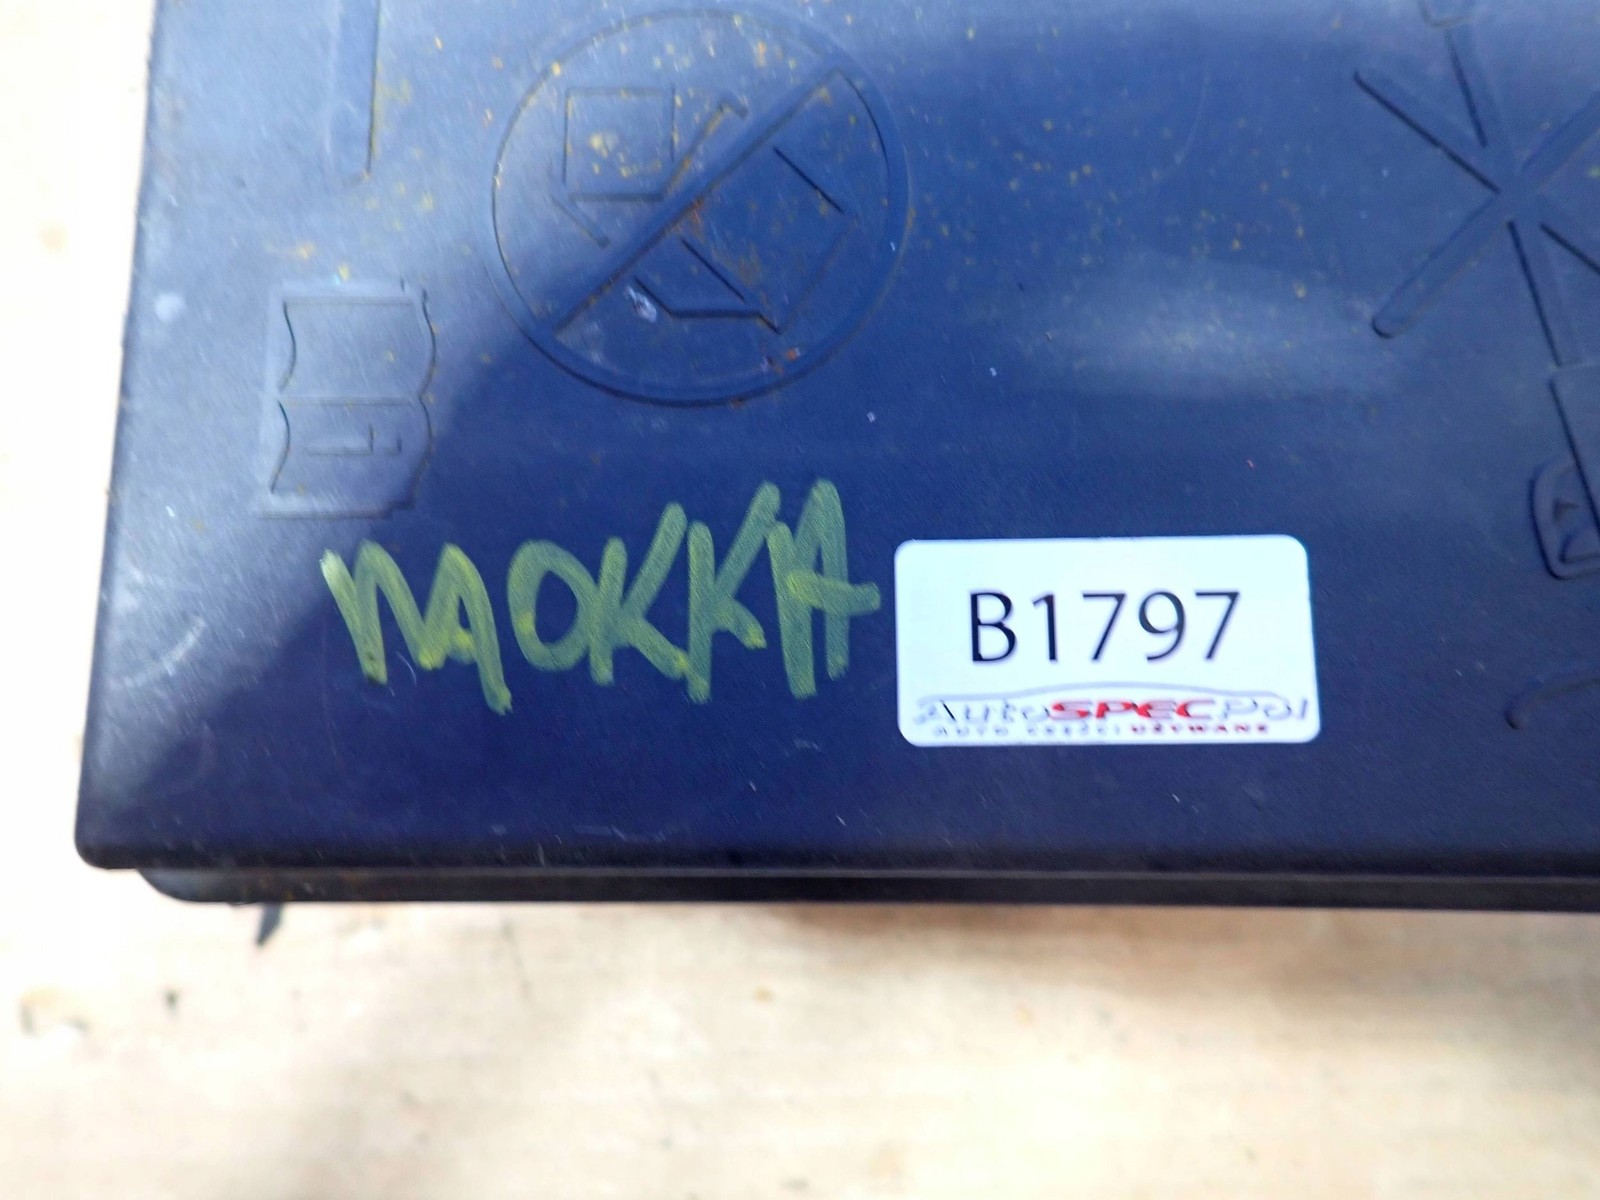 MOKKA
B1797
AutoSPECPol
AUTO CZĘŚCI UŻYWANE